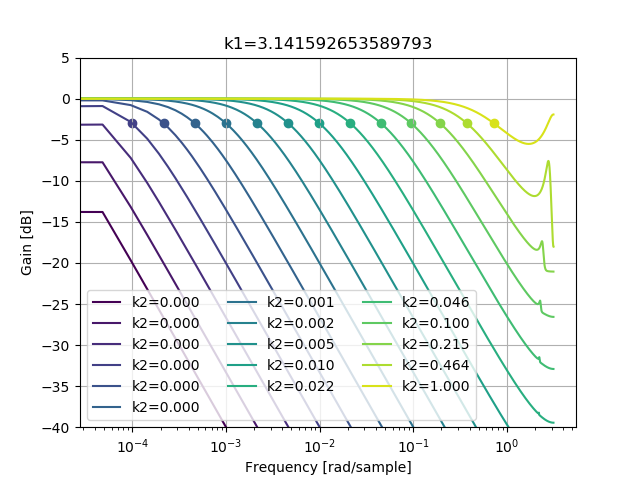 k1=3.141592653589793
Gain [dB]
5
0
−5
−10
−15
−20
−25
−30
−35
−40
k2=0.000 k2=0.001 k2=0.046
k2=0.000 k2=0.002 k2=0.100
k2=0.000 k2=0.005 k2=0.215
k2=0.000 k2=0.010 k2=0.464
k2=0.000 k2=0.022 k2=1.000
k2=0.000
10⁻⁴ 10⁻³ 10⁻² 10⁻¹ 10⁰
Frequency [rad/sample]